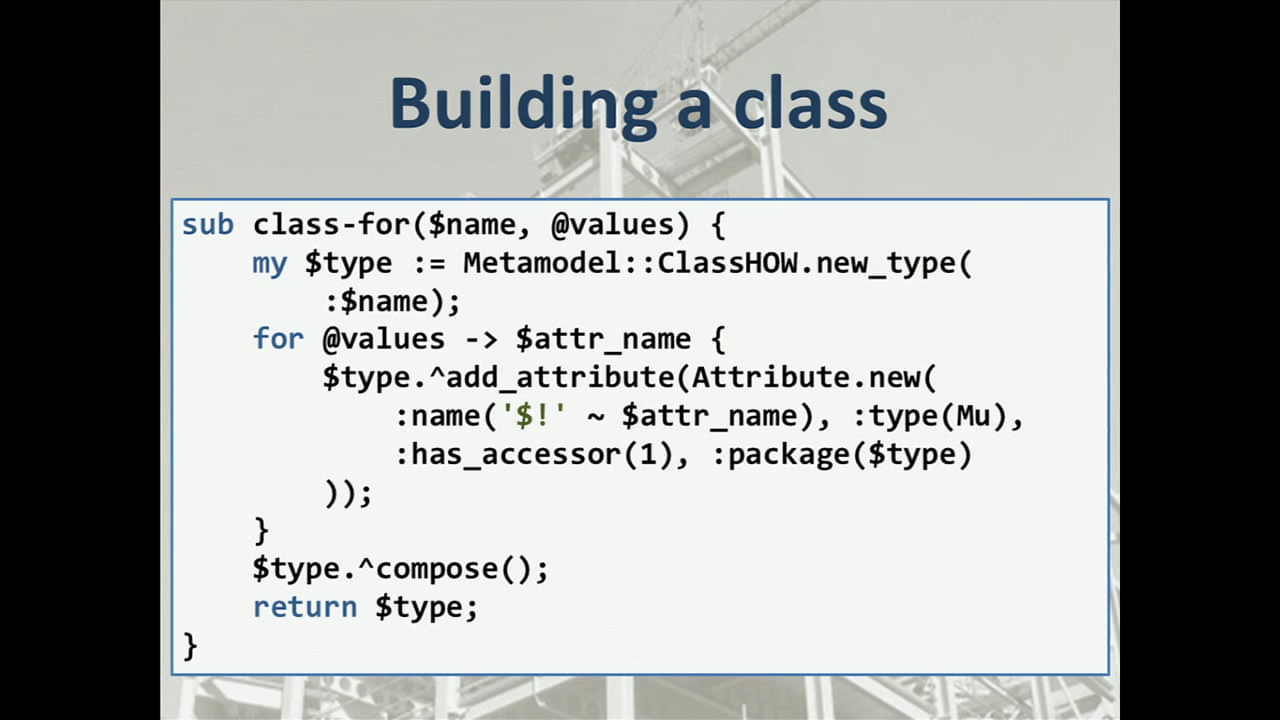 Building a class
sub class-for($name, @values) {
    my $type := Metamodel::ClassHOW.new_type(
        :$name);
    for @values -> $attr_name {
        $type.^add_attribute(Attribute.new(
            :name('$!' ~ $attr_name), :type(Mu),
            :has_accessor(1), :package($type)
        ));
    }
    $type.^compose();
    return $type;
}